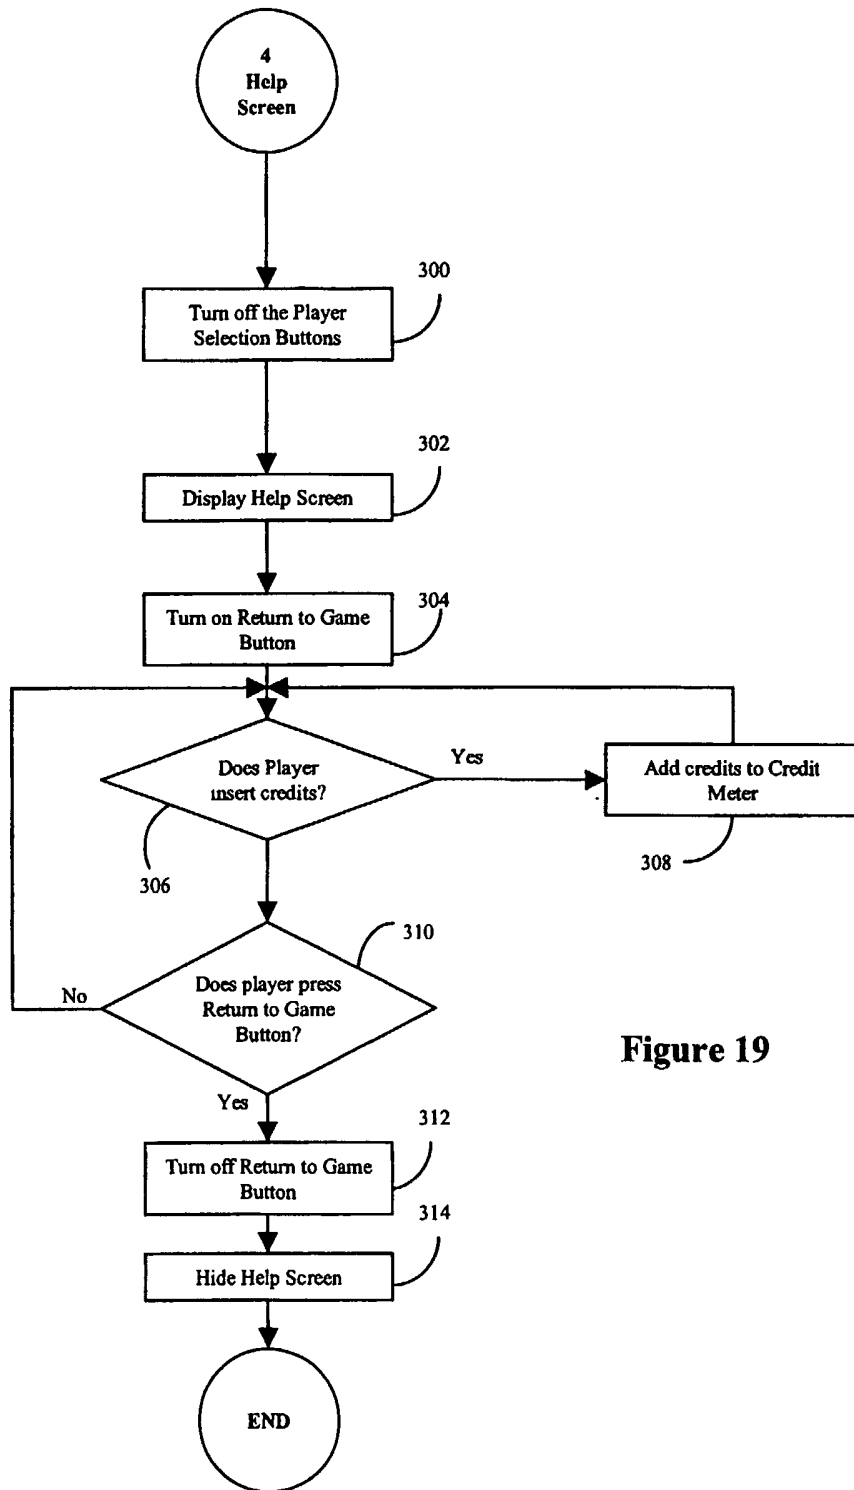 4
Help
Screen
300
Turn off the Player
Selection Buttons
302
Display Help Screen
304
Turn on Return to Game
Button
Does Player
insert credits?
Yes
Add credits to Credit
Meter
306
308
310
Does player press
Return to Game
Button?
No
Figure 19
Yes
312
Turn off Return to Game
Button
314
Hide Help Screen
END